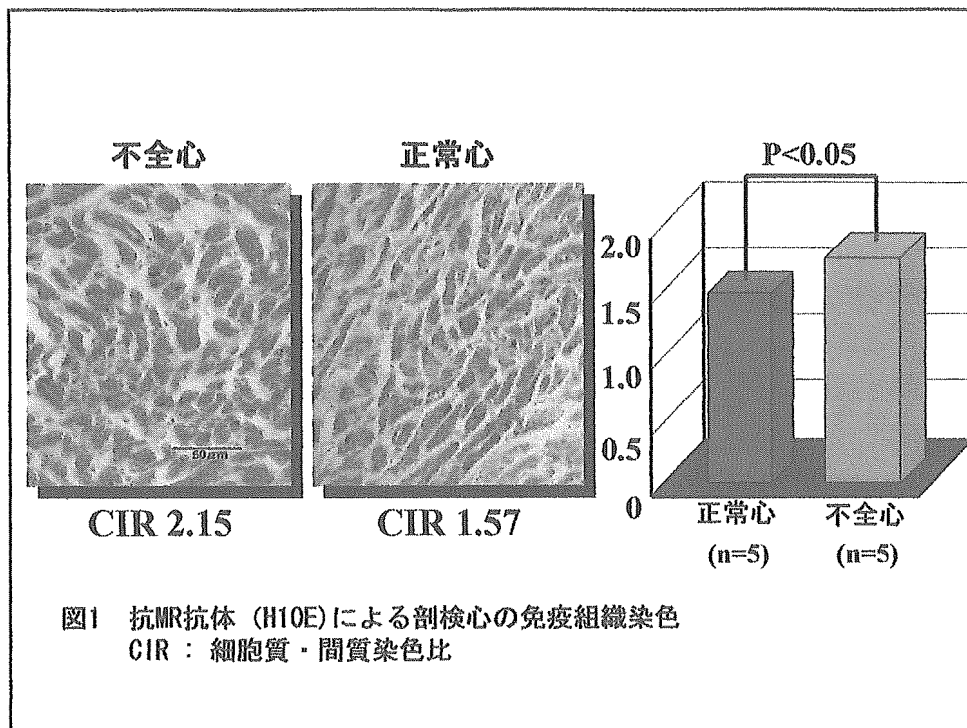 不全心
正常心
P<0.05
2.0
1.5
1.0
0.5
0
50μm
CIR 2.15
CIR 1.57
正常心
不全心
(n=5)
(n=5)
図1 抗MR抗体 (H10E)による剖検心の免疫組織染色
CIR : 細胞質・間質染色比